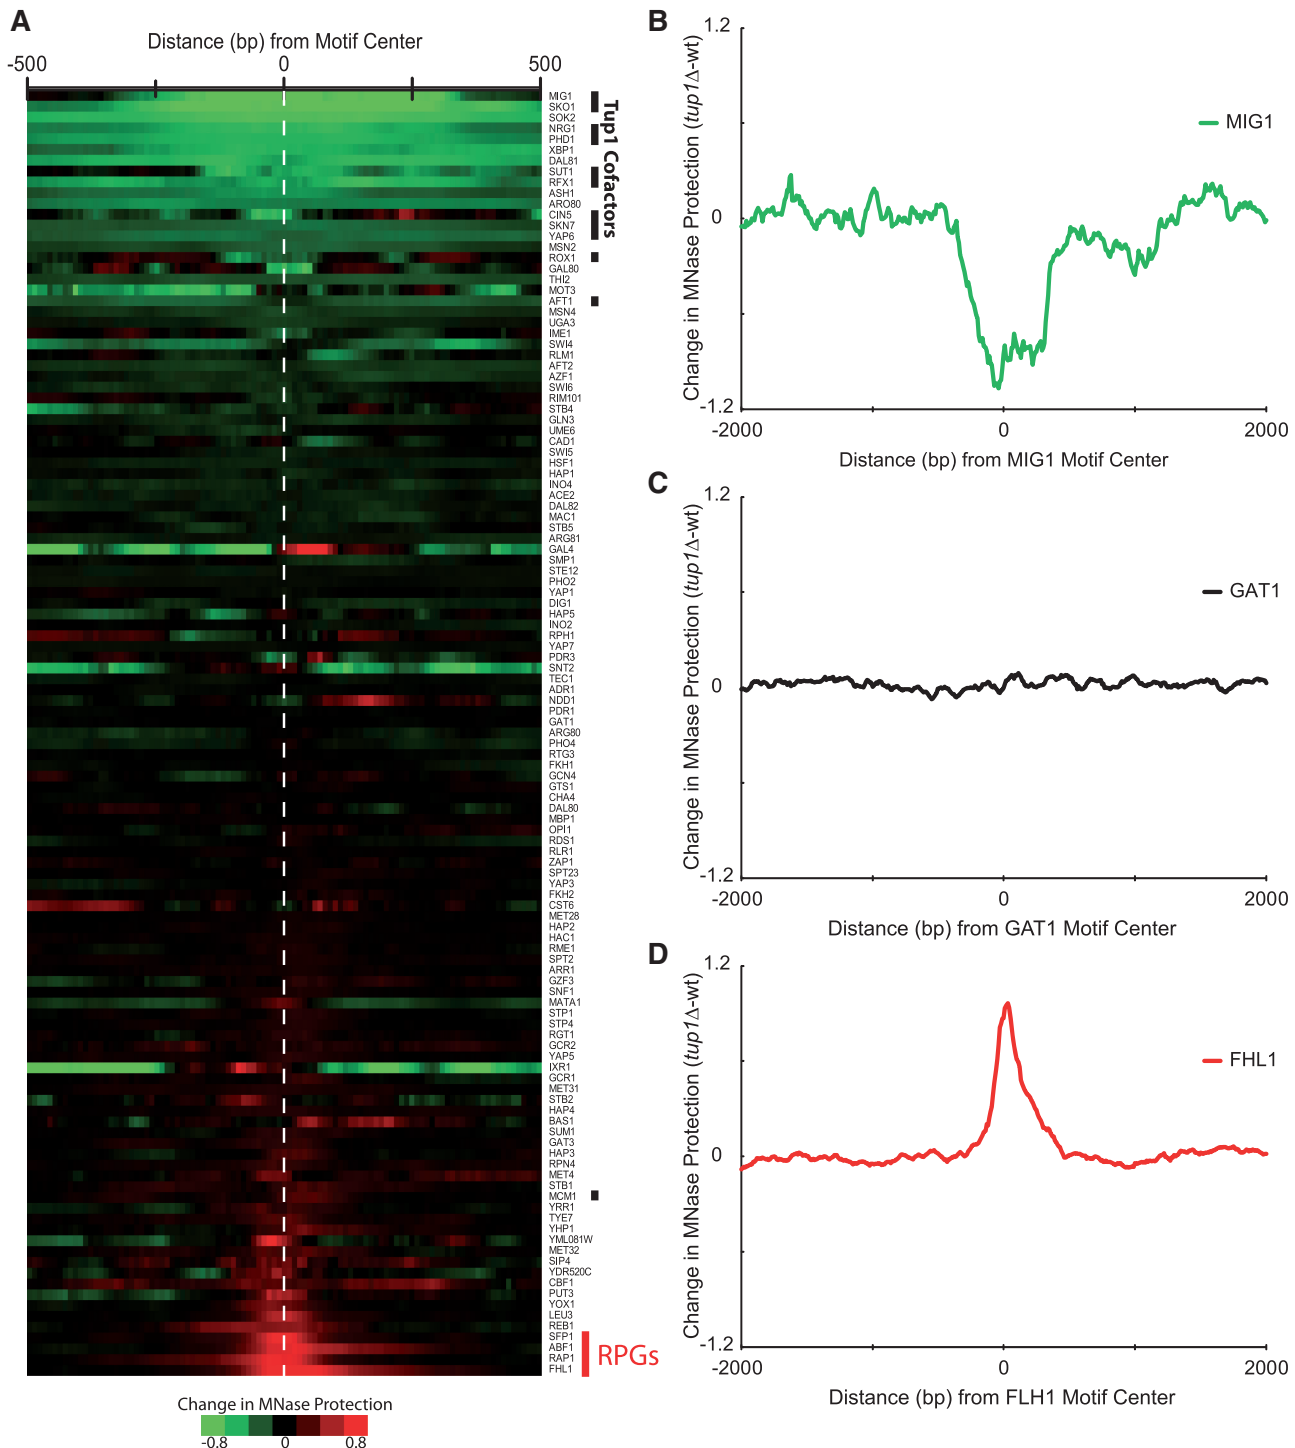 A
Distance (bp) from Motif Center
-500 0 500
MIG1
SKO1
SOK2
NRG1
PHD1
XBP1
DAL81
SUT1
RFX1
ASH1
ARO80
CIN5
SKN7
YAP6
MSN2
ROX1
GAL80
THI2
MOT3
AFT1
MSN4
UGA3
IME1
SWI4
RLM1
AFT2
AZF1
SWI6
RIM101
STB4
GLN3
UME6
CAD1
SWI5
HSF1
HAP1
INO4
ACE2
DAL82
MAC1
STB5
ARG81
GAL4
SMP1
STE12
PHO2
YAP1
DIG1
HAP5
INO2
RPH1
YAP7
PDR3
SNT2
TEC1
ADR1
NDD1
PDR1
GAT1
ARG80
PHO4
RTG3
FKH1
GCN4
GTS1
CHA4
DAL80
MBP1
OPI1
RDS1
RLR1
ZAP1
SPT23
YAP3
FKH2
CST6
MET28
HAP2
HAC1
RME1
SPT2
ARR1
GZF3
SNF1
MATA1
STP1
STP4
RGT1
GCR2
YAP5
IXR1
GCR1
MET31
STB2
HAP4
BAS1
SUM1
GAT3
HAP3
RPN4
MET4
STB1
MCM1
YRR1
TYE7
YHP1
YML081W
MET32
SIP4
YDR520C
CBF1
PUT3
YOX1
LEU3
REB1
SFP1
ABF1
RAP1
FHL1
Tup1 Cofactors
RPGs
Change in MNase Protection
-0.8 0 0.8
B
Change in MNase Protection (tup1Δ-wt)
1.2
0
-1.2
MIG1
-2000 0 2000
Distance (bp) from MIG1 Motif Center
C
Change in MNase Protection (tup1Δ-wt)
1.2
0
-1.2
GAT1
-2000 0 2000
Distance (bp) from GAT1 Motif Center
D
Change in MNase Protection (tup1Δ-wt)
1.2
0
-1.2
FHL1
-2000 0 2000
Distance (bp) from FLH1 Motif Center